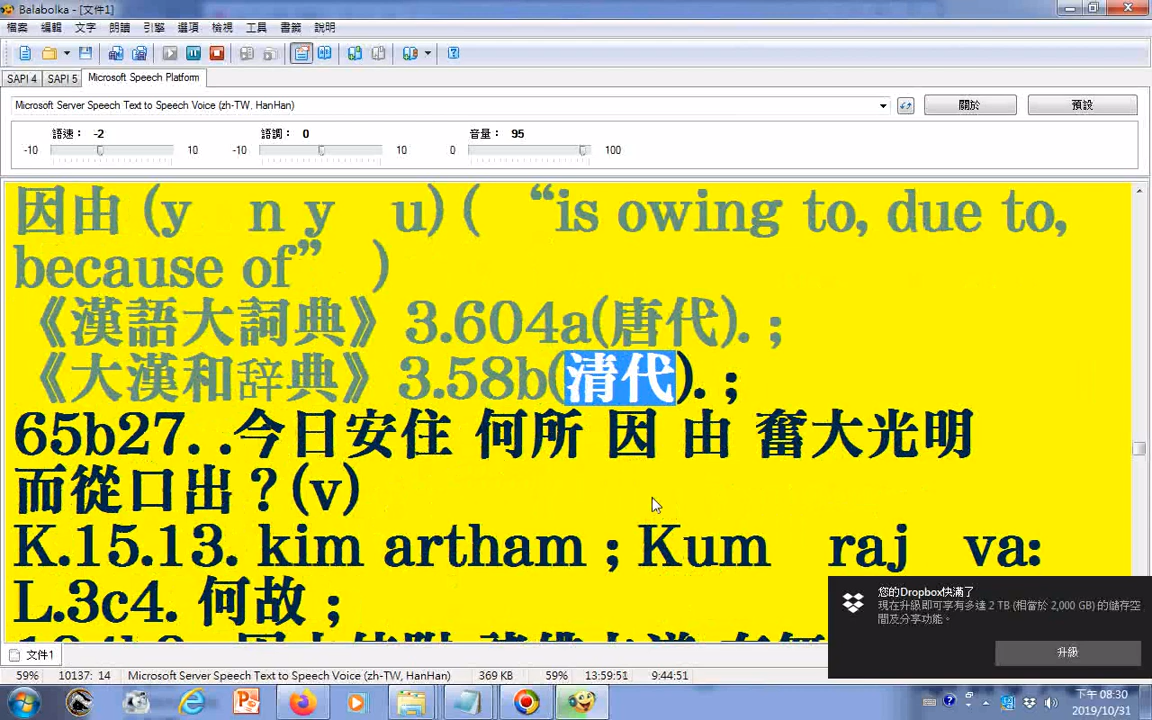 Balabolka - [文件1]
檔案 編輯 文字 朗讀 引擎 選項 檢視 工具 書籤 說明
SAPI 4 SAPI 5 Microsoft Speech Platform
Microsoft Server Speech Text to Speech Voice (zh-TW, HanHan) 關於 預設
語速： -2 語調： 0 音量： 95
-10 10 -10 10 0 100
因由 (y n y u) ( “is owing to, due to,
because of” )
《漢語大詞典》 3.604a(唐代). ;
《大漢和辞典》 3.58b(清代). ;
65b27. .今日安住 何所 因 由 奮大光明
而從口出？(v)
K.15.13. kim artham ; Kum raj va:
L.3c4. 何故 ;
您的Dropbox快滿了
現在升級即可享有多達 2 TB (相當於 2,000 GB) 的儲存空
間及分享功能。
升級
文件1
59% 10137: 14 Microsoft Server Speech Text to Speech Voice (zh-TW, HanHan) 369 KB 59% 13:59:51 9:44:51
下午 08:30
2019/10/31